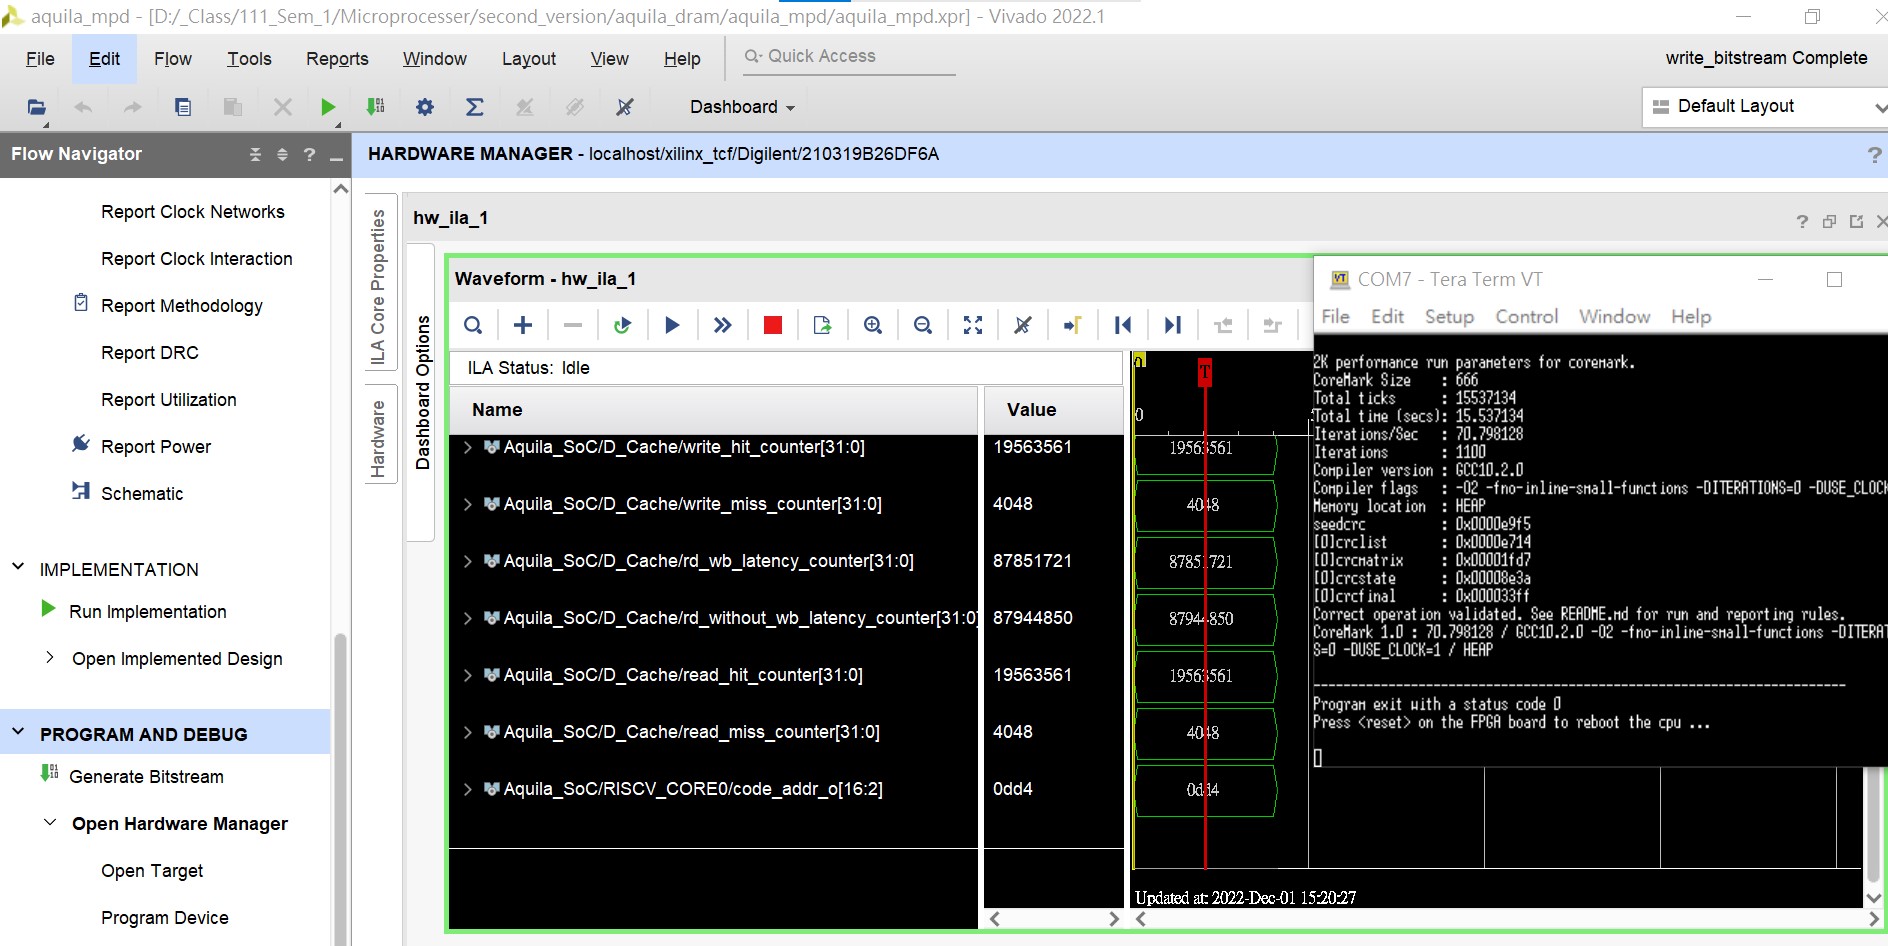 aquila_mpd - [D:/_Class/111_Sem_1/Microprocesser/second_version/aquila_dram/aquila_mpd/aquila_mpd.xpr] - Vivado 2022.1
File Edit Flow Tools Reports Window Layout View Help Quick Access write_bitstream Complete
Dashboard Default Layout
Flow Navigator
HARDWARE MANAGER - localhost/xilinx_tcf/Digilent/210319B26DF6A
Report Clock Networks
Report Clock Interaction
Report Methodology
Report DRC
Report Utilization
Report Power
Schematic
IMPLEMENTATION
Run Implementation
Open Implemented Design
PROGRAM AND DEBUG
Generate Bitstream
Open Hardware Manager
Open Target
Program Device
ILA Core Properties
Hardware
hw_ila_1
Dashboard Options
Waveform - hw_ila_1
ILA Status: Idle
Name Value
Aquila_SoC/D_Cache/write_hit_counter[31:0] 19563561 19563561
Aquila_SoC/D_Cache/write_miss_counter[31:0] 4048 4048
Aquila_SoC/D_Cache/rd_wb_latency_counter[31:0] 87851721 87851721
Aquila_SoC/D_Cache/rd_without_wb_latency_counter[31:0] 87944850 87944850
Aquila_SoC/D_Cache/read_hit_counter[31:0] 19563561 19563561
Aquila_SoC/D_Cache/read_miss_counter[31:0] 4048 4048
Aquila_SoC/RISCV_CORE0/code_addr_o[16:2] 0dd4 0dd4
0
T
0
Updated at: 2022-Dec-01 15:20:27
COM7 - Tera Term VT
File Edit Setup Control Window Help
2K performance run parameters for coremark.
CoreMark Size : 666
Total ticks : 15537134
Total time (secs): 15.537134
Iterations/Sec : 70.798128
Iterations : 1100
Compiler version : GCC10.2.0
Compiler flags : -O2 -fno-inline-small-functions -DITERATIONS=0 -DUSE_CLOCK
Memory location : HEAP
seedcrc : 0x0000e9f5
[0]crclist : 0x0000e714
[0]crcmatrix : 0x00001fd7
[0]crcstate : 0x00008e3a
[0]crcfinal : 0x000033ff
Correct operation validated. See README.md for run and reporting rules.
CoreMark 1.0 : 70.798128 / GCC10.2.0 -O2 -fno-inline-small-functions -DITERAT
S=0 -DUSE_CLOCK=1 / HEAP
--------------------------------------------------------------------------
Program exit with a status code 0
Press <reset> on the FPGA board to reboot the cpu ...